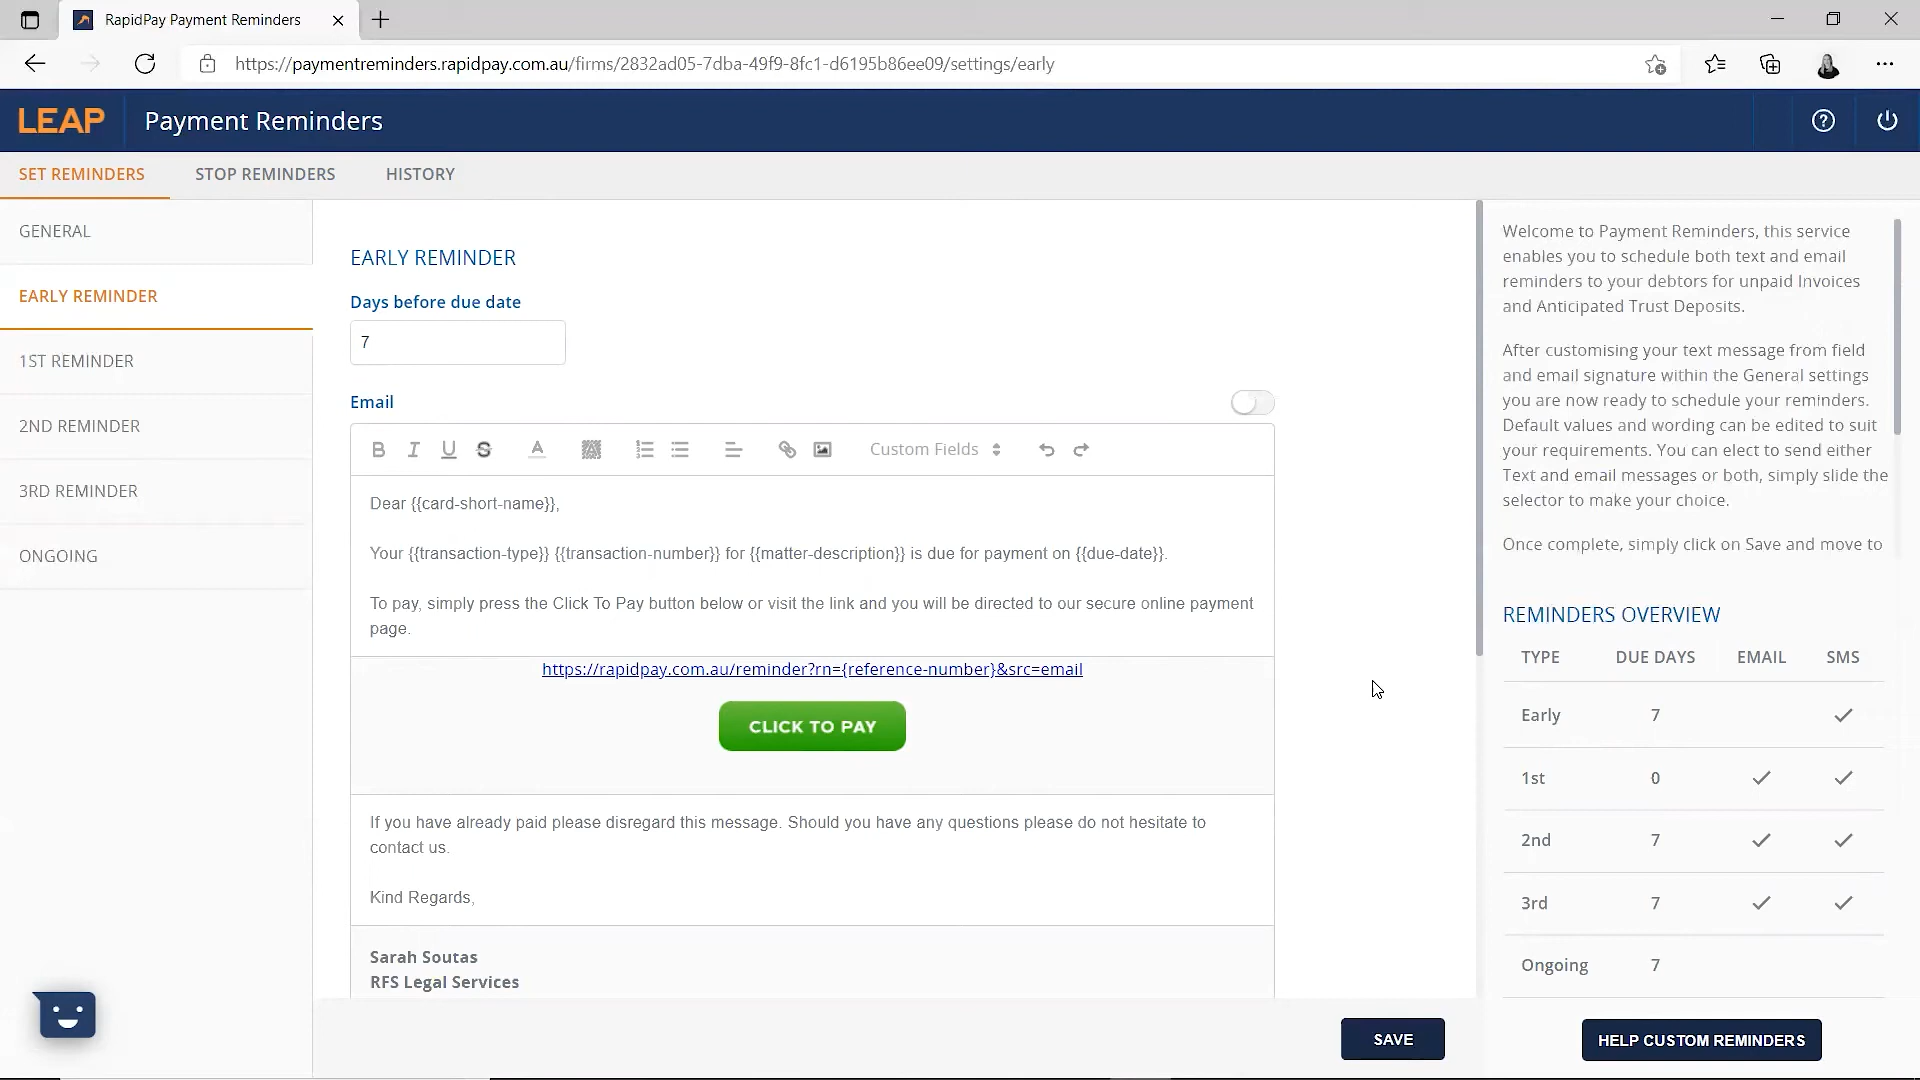 RapidPay Payment Reminders
https://paymentreminders.rapidpay.com.au/firms/2832ad05-7dba-49f9-8fc1-d6195b86ee09/settings/early
LEAP
Payment Reminders
SET REMINDERS
STOP REMINDERS
HISTORY
GENERAL
EARLY REMINDER
1ST REMINDER
2ND REMINDER
3RD REMINDER
ONGOING
EARLY REMINDER
Days before due date
7
Email
B I U S A
Custom Fields
Dear {{card-short-name}},
Your {{transaction-type}} {{transaction-number}} for {{matter-description}} is due for payment on {{due-date}}.
To pay, simply press the Click To Pay button below or visit the link and you will be directed to our secure online payment
page.
https://rapidpay.com.au/reminder?rn={reference-number}&src=email
CLICK TO PAY
If you have already paid please disregard this message. Should you have any questions please do not hesitate to
contact us.
Kind Regards,
Sarah Soutas
RFS Legal Services
SAVE
Welcome to Payment Reminders, this service
enables you to schedule both text and email
reminders to your debtors for unpaid Invoices
and Anticipated Trust Deposits.
After customising your text message from field
and email signature within the General settings
you are now ready to schedule your reminders.
Default values and wording can be edited to suit
your requirements. You can elect to send either
Text and email messages or both, simply slide the
selector to make your choice.
Once complete, simply click on Save and move to
REMINDERS OVERVIEW
TYPE DUE DAYS EMAIL SMS
Early 7
1st 0
2nd 7
3rd 7
Ongoing 7
HELP CUSTOM REMINDERS